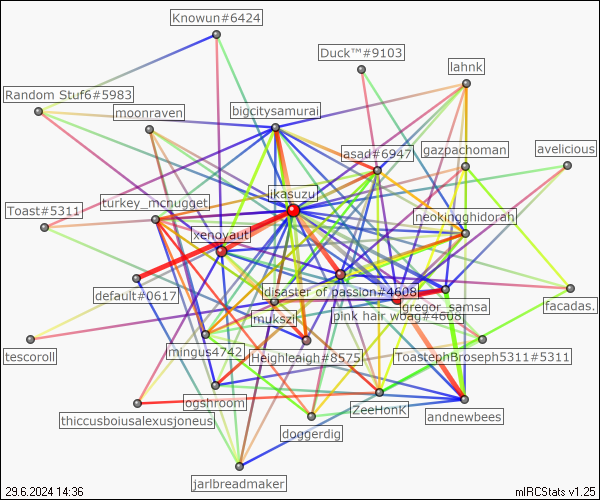 Knowun#6424
Duck™#9103
lahnk
Random Stuf6#5983
moonraven
bigcitysamurai
asad#6947
gazpachoman
avelicious
ikasuzu
turkey_mcnugget
Toast#5311
neokingghidorah
xenoyaut
default#0617
disaster of passion#4608
gregor_samsa
facadas.
mukszil
pink hair wbag#4608
tescoroll
mingus4742
Heighleaigh#8575
ToastephBroseph5311#5311
ogshroom
ZeeHonK
thiccusboiusalexusjoneus
andnewbees
doggerdig
jarlbreadmaker
29.6.2024 14:36
mIRCStats v1.25